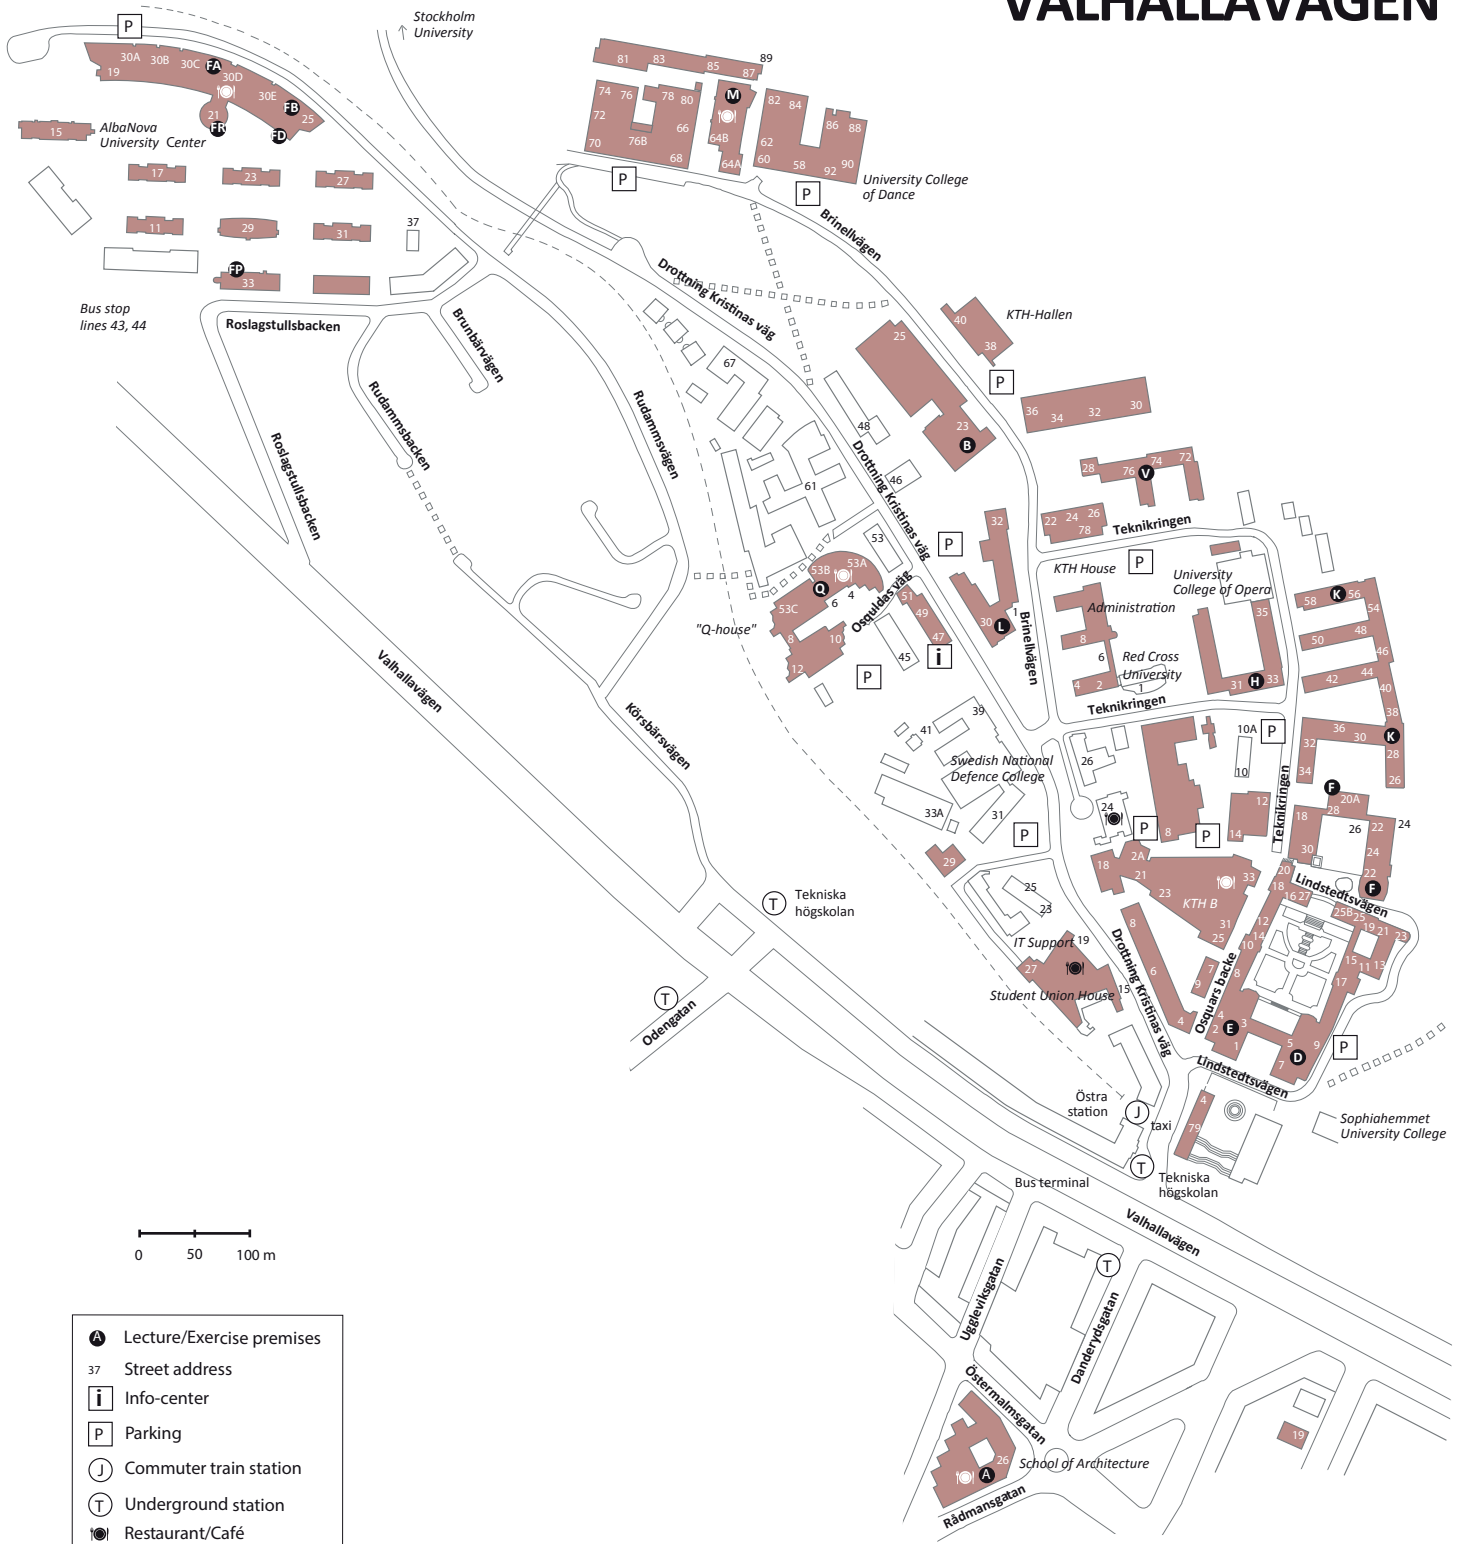 VALHALLAVÄGEN
P
Stockholm
University
30A
30B
30C
FA
30D
19
30E
FB
21
25
FR
FD
15
AlbaNova
University Center
17
23
27
11
29
31
37
FP
33
Bus stop
lines 43, 44
81
83
85
87
89
74
76
78
80
72
76B
66
70
68
M
64B
64A
82
84
86
88
62
60
58
92
90
P
P
University College
of Dance
Brinellvägen
Drottning Kristinas väg
Roslagstullsbacken
Brunbärvägen
Rudammsbacken
Rudammsvägen
Roslagstullsbacken
67
25
40
38
KTH-Hallen
P
36
34
32
30
48
23
B
46
61
Drottning Kristinas väg
28
76
V
74
72
22
24
26
78
Teknikringen
32
P
53
53B
53A
Q
53C
6
4
8
10
12
Osquldas väg
51
49
47
45
"Q-house"
i
P
30
L
1
Brinellvägen
KTH House
P
University
College of Opera
Administration
8
6
4
2
Red Cross
University
1
Teknikringen
35
31
H
33
58
K
56
54
50
48
46
42
44
40
38
36
30
K
32
34
28
26
Valhallavägen
Körsbärsvägen
39
41
Swedish National
Defence College
33A
31
29
P
26
24
8
10A
10
P
12
14
P
P
Teknikringen
F
20A
28
18
26
22
24
30
24
22
F
18
2A
21
23
KTH B
33
31
25
20
18
16
27
Lindstedtsvägen
25B
25
19
21
23
15
11
13
17
12
14
10
8
25
23
IT Support
19
27
Student Union House
15
8
6
4
7
9
Osquars backe
4
2
E
3
1
5
9
D
7
P
Lindstedtsvägen
Drottning Kristinas väg
T
Tekniska
högskolan
T
Odengatan
Östra
station
J
taxi
T
Tekniska
högskolan
4
79
Sophiahemmet
University College
Bus terminal
Valhallavägen
Uggleviksgatan
T
Danderydsgatan
Östermalmsgatan
26
A
School of Architecture
Rådmansgatan
19
0
50
100 m
A Lecture/Exercise premises
37 Street address
i Info-center
P Parking
J Commuter train station
T Underground station
Restaurant/Café